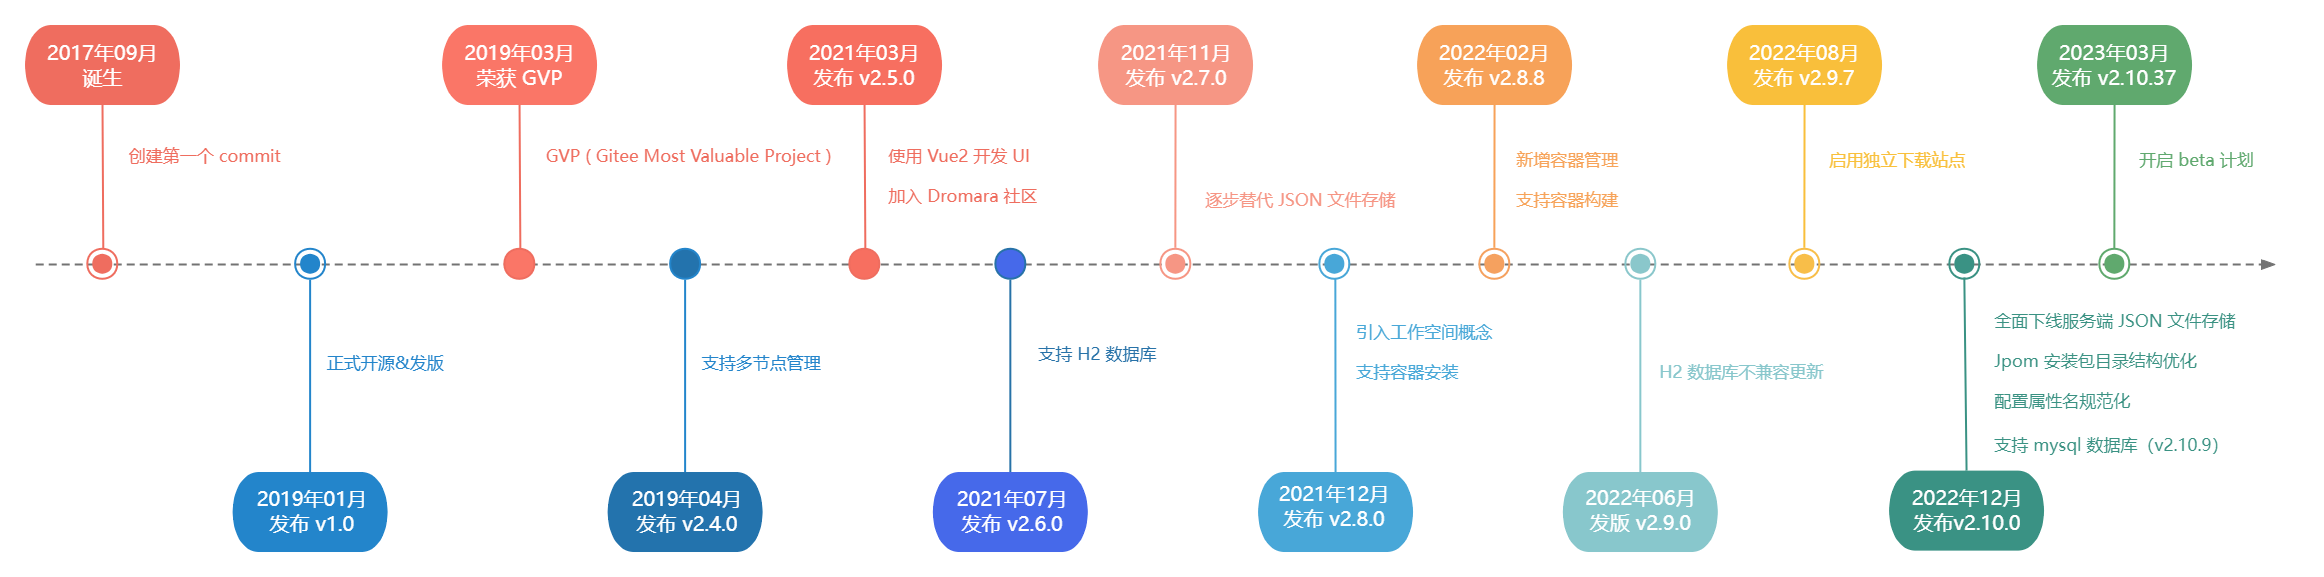 2017年09月
诞生
创建第一个 commit
2019年01月
发布 v1.0
正式开源&发版
2019年03月
荣获 GVP
GVP ( Gitee Most Valuable Project )
2019年04月
发布 v2.4.0
支持多节点管理
2021年03月
发布 v2.5.0
使用 Vue2 开发 UI
加入 Dromara 社区
2021年07月
发布 v2.6.0
支持 H2 数据库
2021年11月
发布 v2.7.0
逐步替代 JSON 文件存储
2021年12月
发布 v2.8.0
引入工作空间概念
支持容器安装
2022年02月
发布 v2.8.8
新增容器管理
支持容器构建
2022年06月
发版 v2.9.0
H2 数据库不兼容更新
2022年08月
发布 v2.9.7
启用独立下载站点
2022年12月
发布v2.10.0
全面下线服务端 JSON 文件存储
Jpom 安装包目录结构优化
配置属性名规范化
支持 mysql 数据库（v2.10.9）
2023年03月
发布 v2.10.37
开启 beta 计划